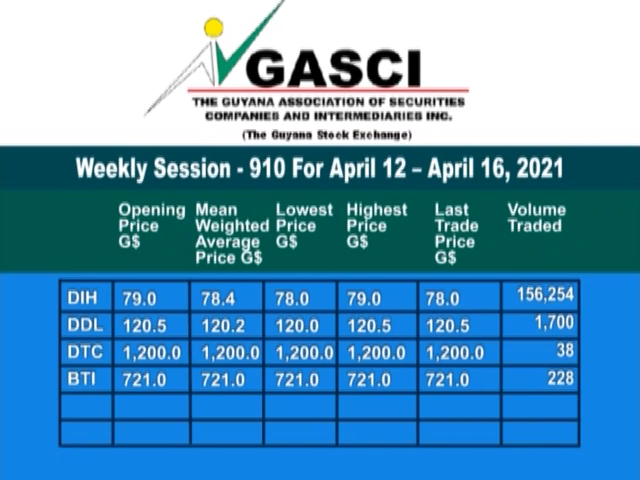 GASCI
THE GUYANA ASSOCIATION OF SECURITIES
COMPANIES AND INTERMEDIARIES INC.
(The Guyana Stock Exchange)
Weekly Session - 910 For April 12 – April 16, 2021
Opening Price G$ Mean Weighted Average Price G$ Lowest Price G$ Highest Price G$ Last Trade Price G$ Volume Traded
DIH 79.0 78.4 78.0 79.0 78.0 156,254
DDL 120.5 120.2 120.0 120.5 120.5 1,700
DTC 1,200.0 1,200.0 1,200.0 1,200.0 1,200.0 38
BTI 721.0 721.0 721.0 721.0 721.0 228